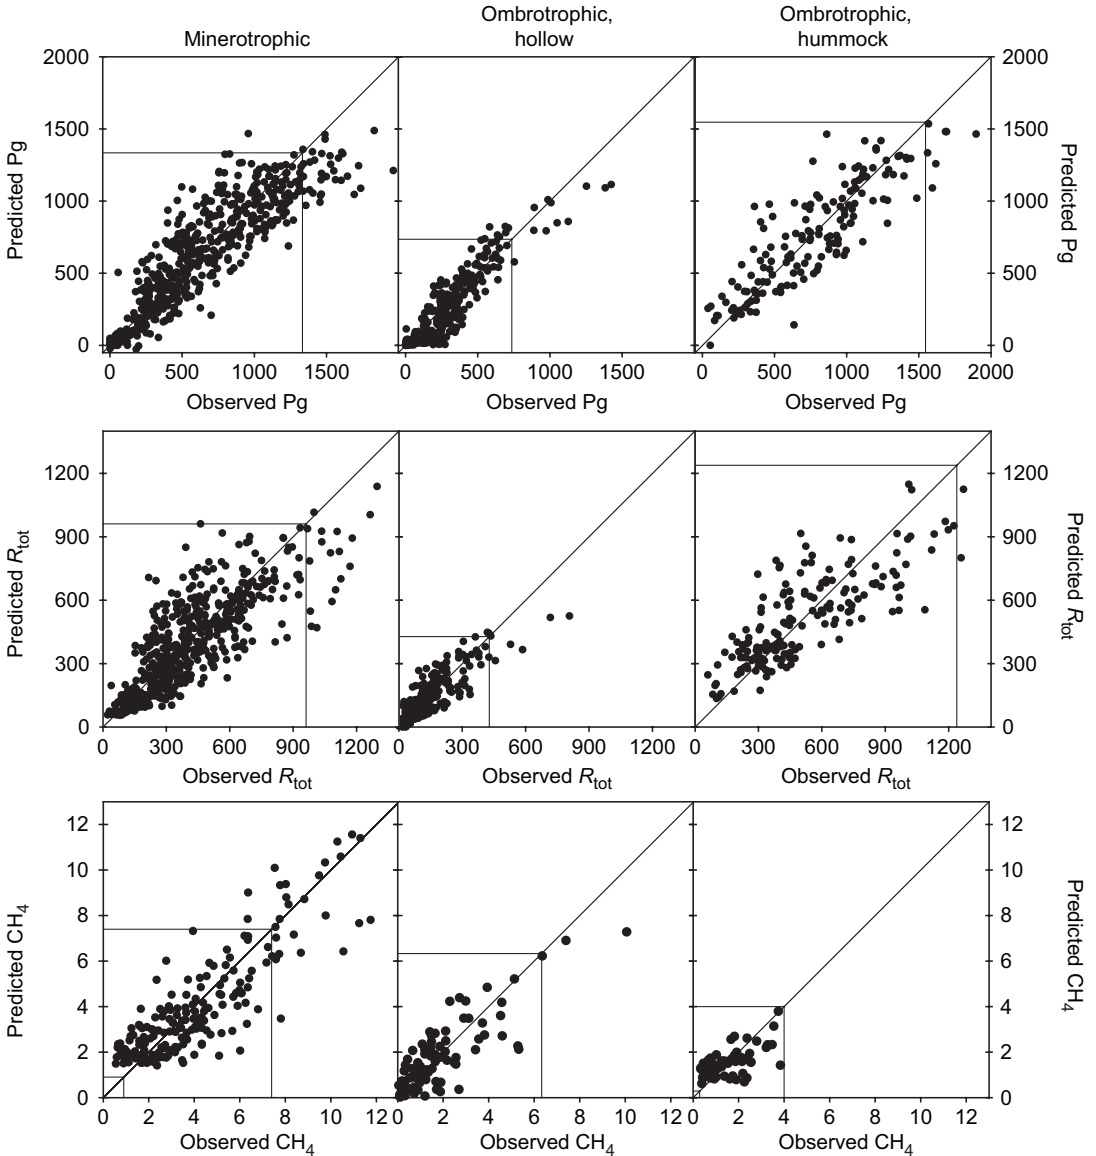 Minerotrophic
Ombrotrophic,
hollow
Ombrotrophic,
hummock
2000
1500
1000
500
0
Predicted Pg
2000
1500
1000
500
0
Predicted Pg
0 500 1000 1500
0 500 1000 1500
0 500 1000 1500 2000
Observed Pg
Observed Pg
Observed Pg
1200
900
600
300
0
Predicted Rtot
1200
900
600
300
0
Predicted Rtot
0 300 600 900 1200
0 300 600 900 1200
0 300 600 900 1200
Observed Rtot
Observed Rtot
Observed Rtot
12
10
8
6
4
2
0
Predicted CH4
12
10
8
6
4
2
0
Predicted CH4
0 2 4 6 8 10 12
0 2 4 6 8 10 12
0 2 4 6 8 10 12
Observed CH4
Observed CH4
Observed CH4